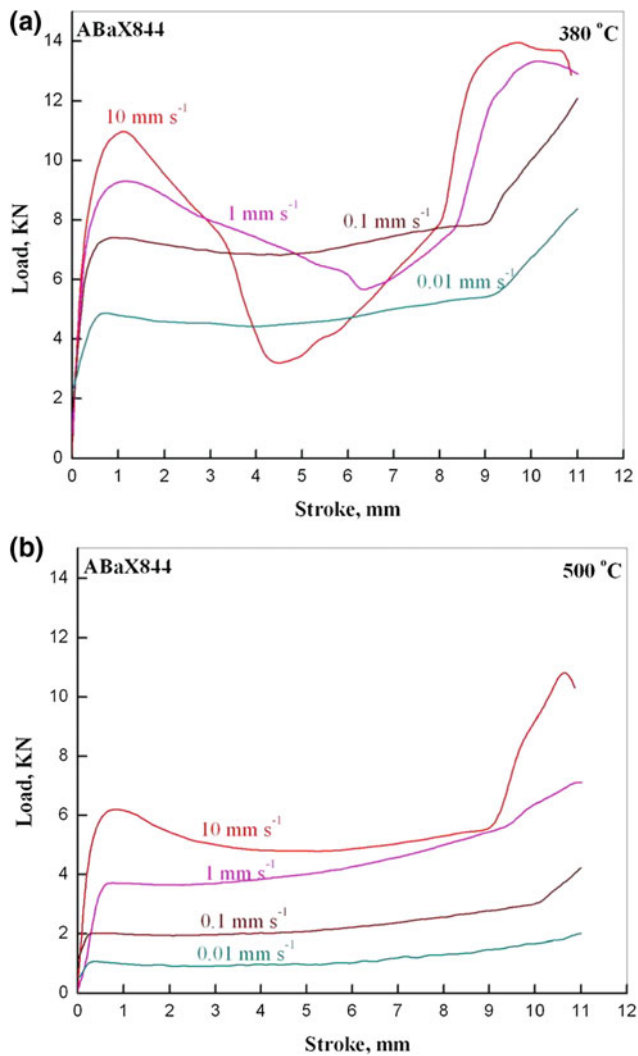 (a)
ABaX844 380 °C
14
12
10
8
6
4
2
0
10 mm s⁻¹
1 mm s⁻¹
0.1 mm s⁻¹
0.01 mm s⁻¹
Load, KN
0 1 2 3 4 5 6 7 8 9 10 11 12
Stroke, mm
(b)
ABaX844 500 °C
14
12
10
8
6
4
2
0
10 mm s⁻¹
1 mm s⁻¹
0.1 mm s⁻¹
0.01 mm s⁻¹
Load, KN
0 1 2 3 4 5 6 7 8 9 10 11 12
Stroke, mm